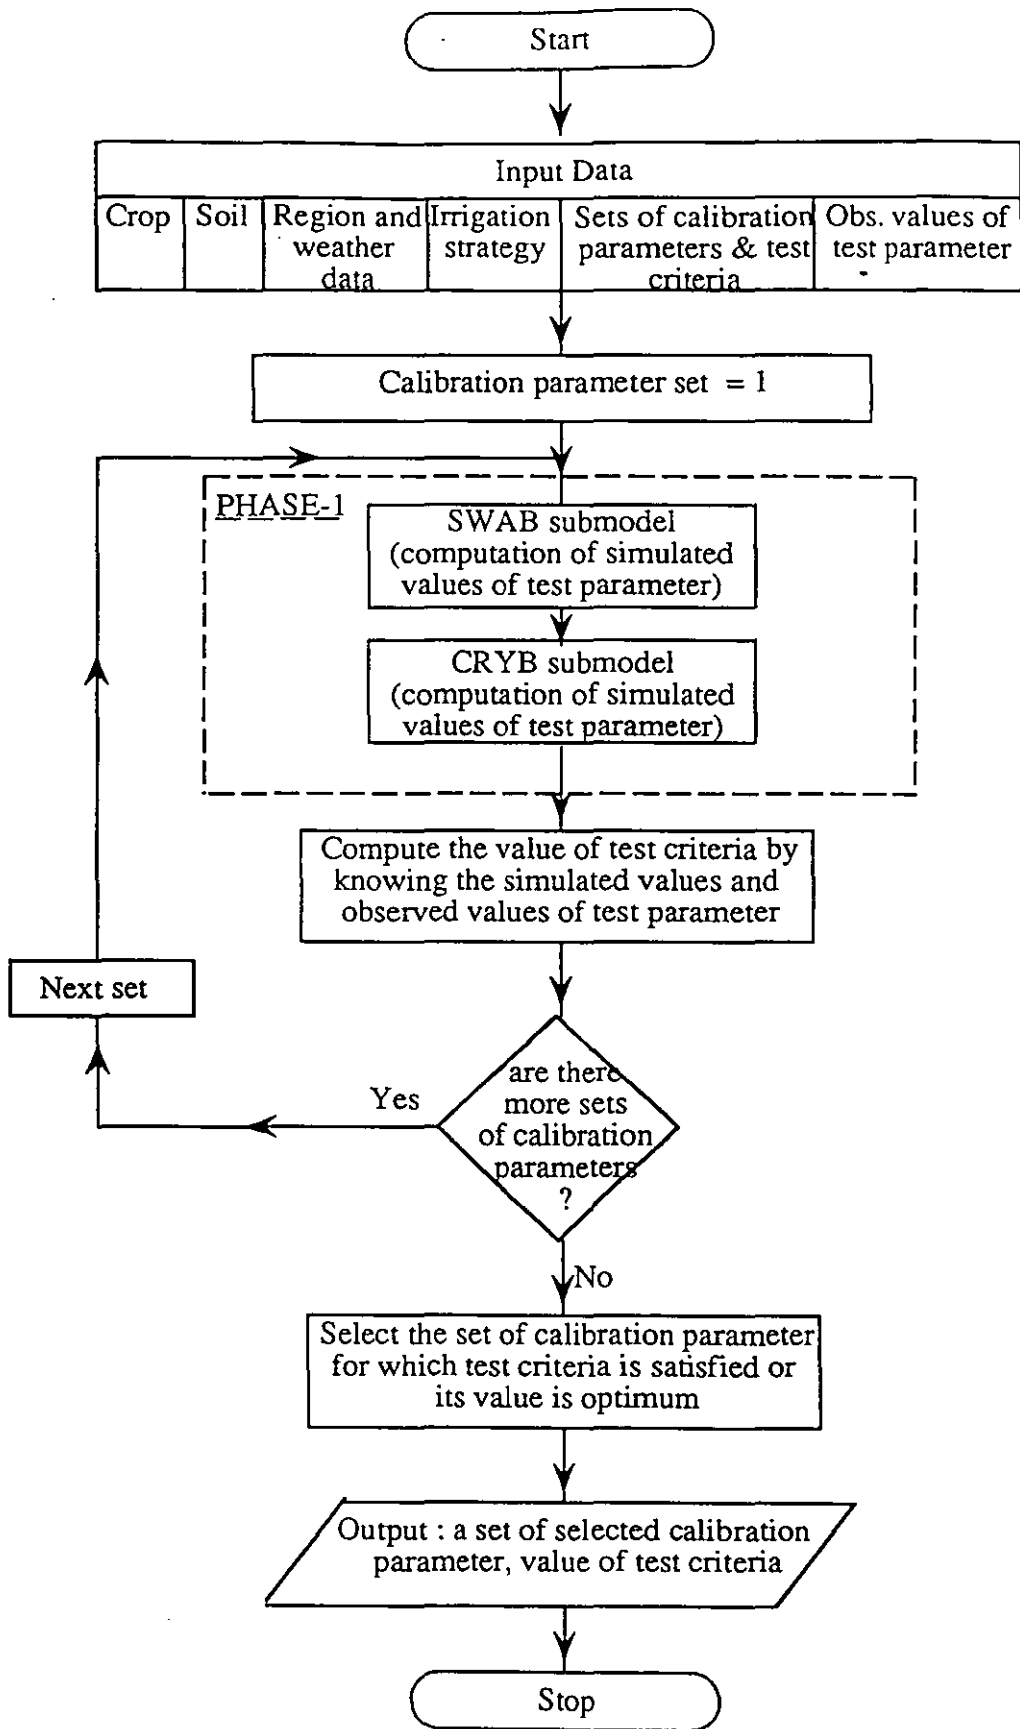 Start
Input Data
Crop
Soil
Region and
weather
data
Irrigation
strategy
Sets of calibration
parameters & test
criteria
Obs. values of
test parameter
Calibration parameter set = 1
PHASE-1
SWAB submodel
(computation of simulated
values of test parameter)
CRYB submodel
(computation of simulated
values of test parameter)
Compute the value of test criteria by
knowing the simulated values and
observed values of test parameter
Next set
Yes
are there
more sets
of calibration
parameters
?
No
Select the set of calibration parameter
for which test criteria is satisfied or
its value is optimum
Output : a set of selected calibration
parameter, value of test criteria
Stop